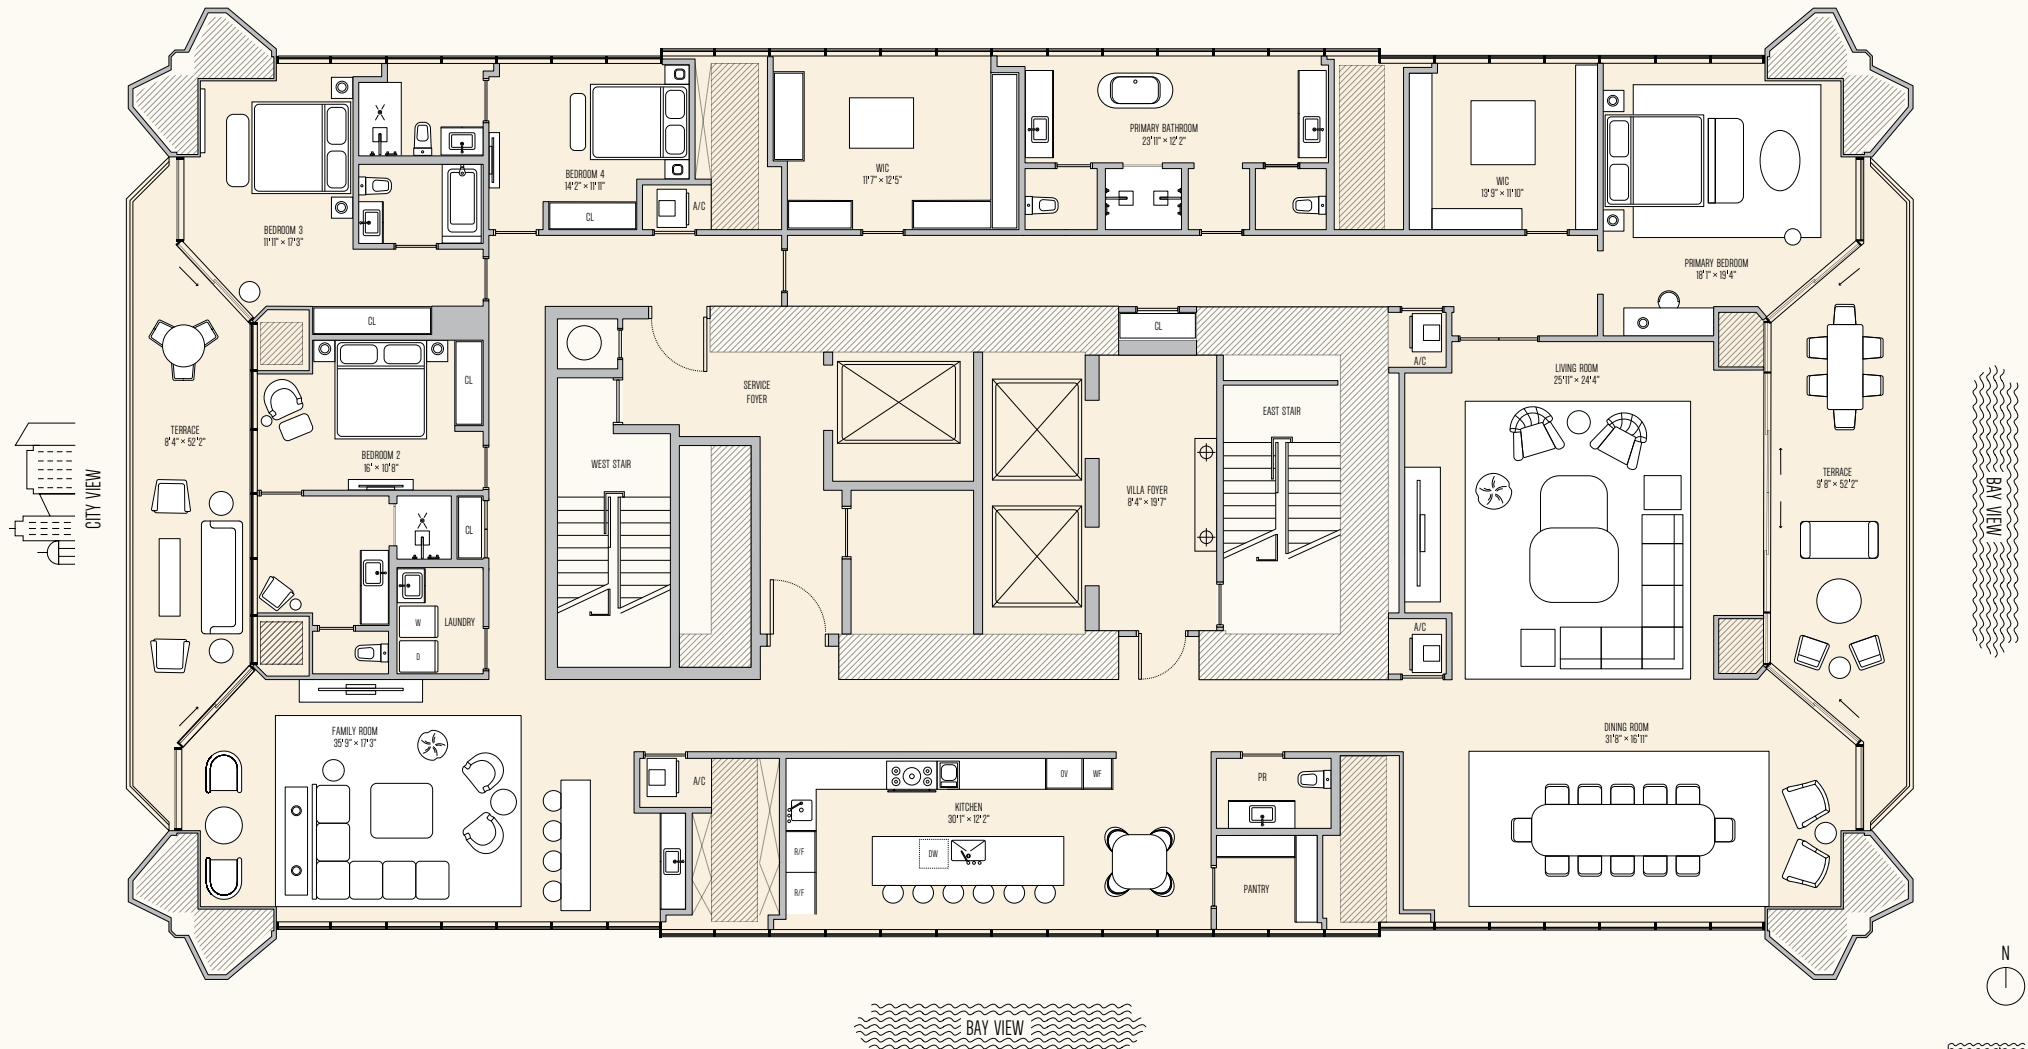 PRIMARY BATHROOM
23'11" × 12'2"
WIC
11'7" × 12'5"
BEDROOM 4
14'2" × 11'11"
WIC
13'9" × 11'10"
A/C
CL
BEDROOM 3
11'11" × 17'3"
PRIMARY BEDROOM
18'1" × 19'4"
CL
CL
A/C
LIVING ROOM
25'11" × 24'4"
CL
SERVICE
FOYER
EAST STAIR
TERRACE
8'4" × 52'2"
BEDROOM 2
16' × 10'8"
WEST STAIR
VILLA FOYER
8'4" × 19'7"
TERRACE
9'8" × 52'2"
CITY VIEW
BAY VIEW
CL
W
LAUNDRY
D
A/C
FAMILY ROOM
35'9" × 17'3"
DINING ROOM
31'8" × 16'11"
A/C
OV
WF
PR
KITCHEN
30'1" × 12'2"
R/F
DW
R/F
PANTRY
N
BAY VIEW